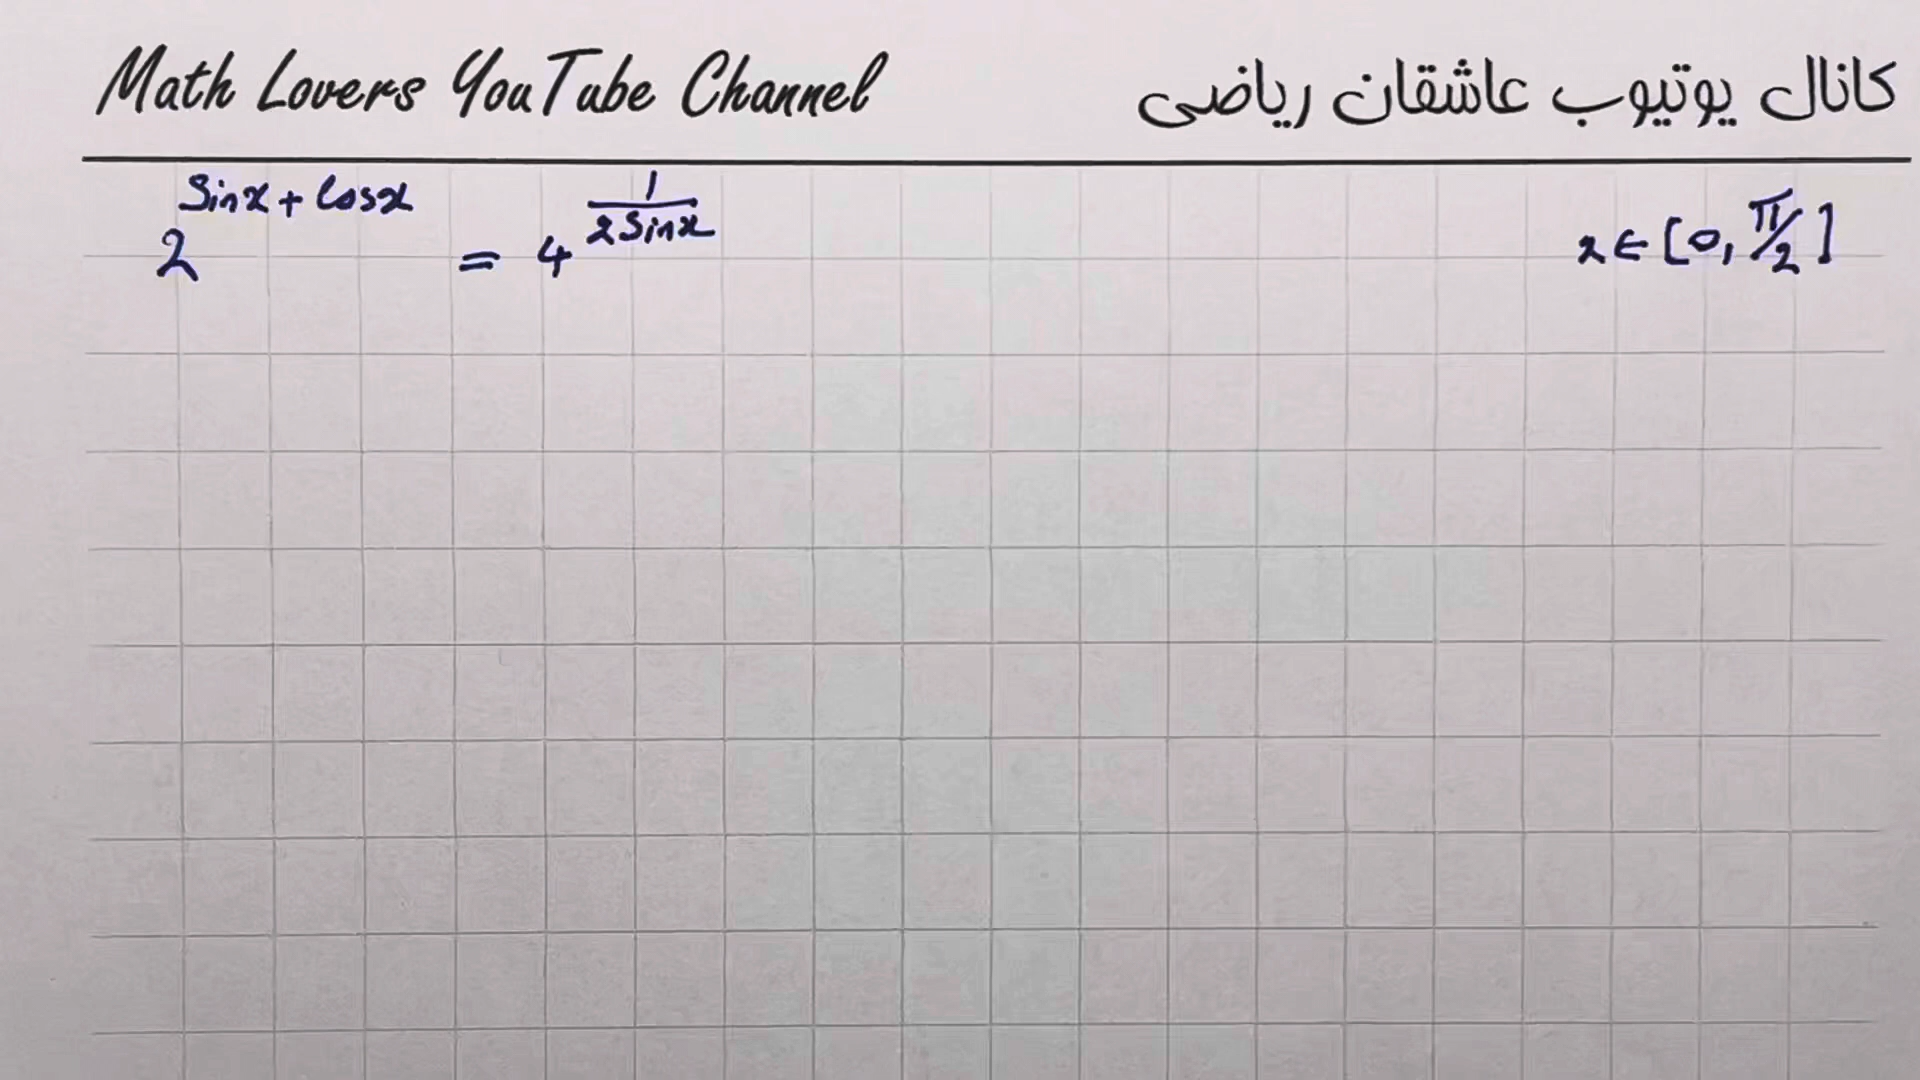 Math Lovers YouTube Channel
کانال یوتیوب عاشقان ریاضی
2^(Sinx + Cosx) = 4^(1/(2Sinx))
x ∈ [0, π/2]